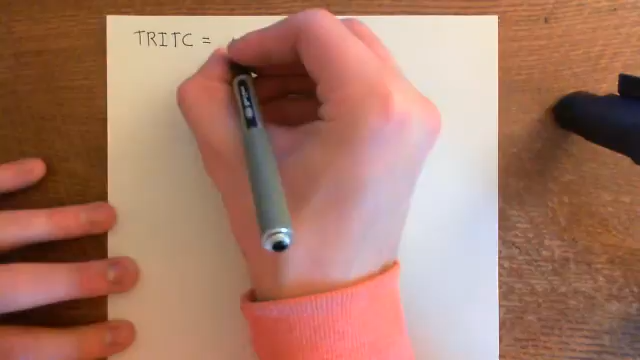 TRITC =